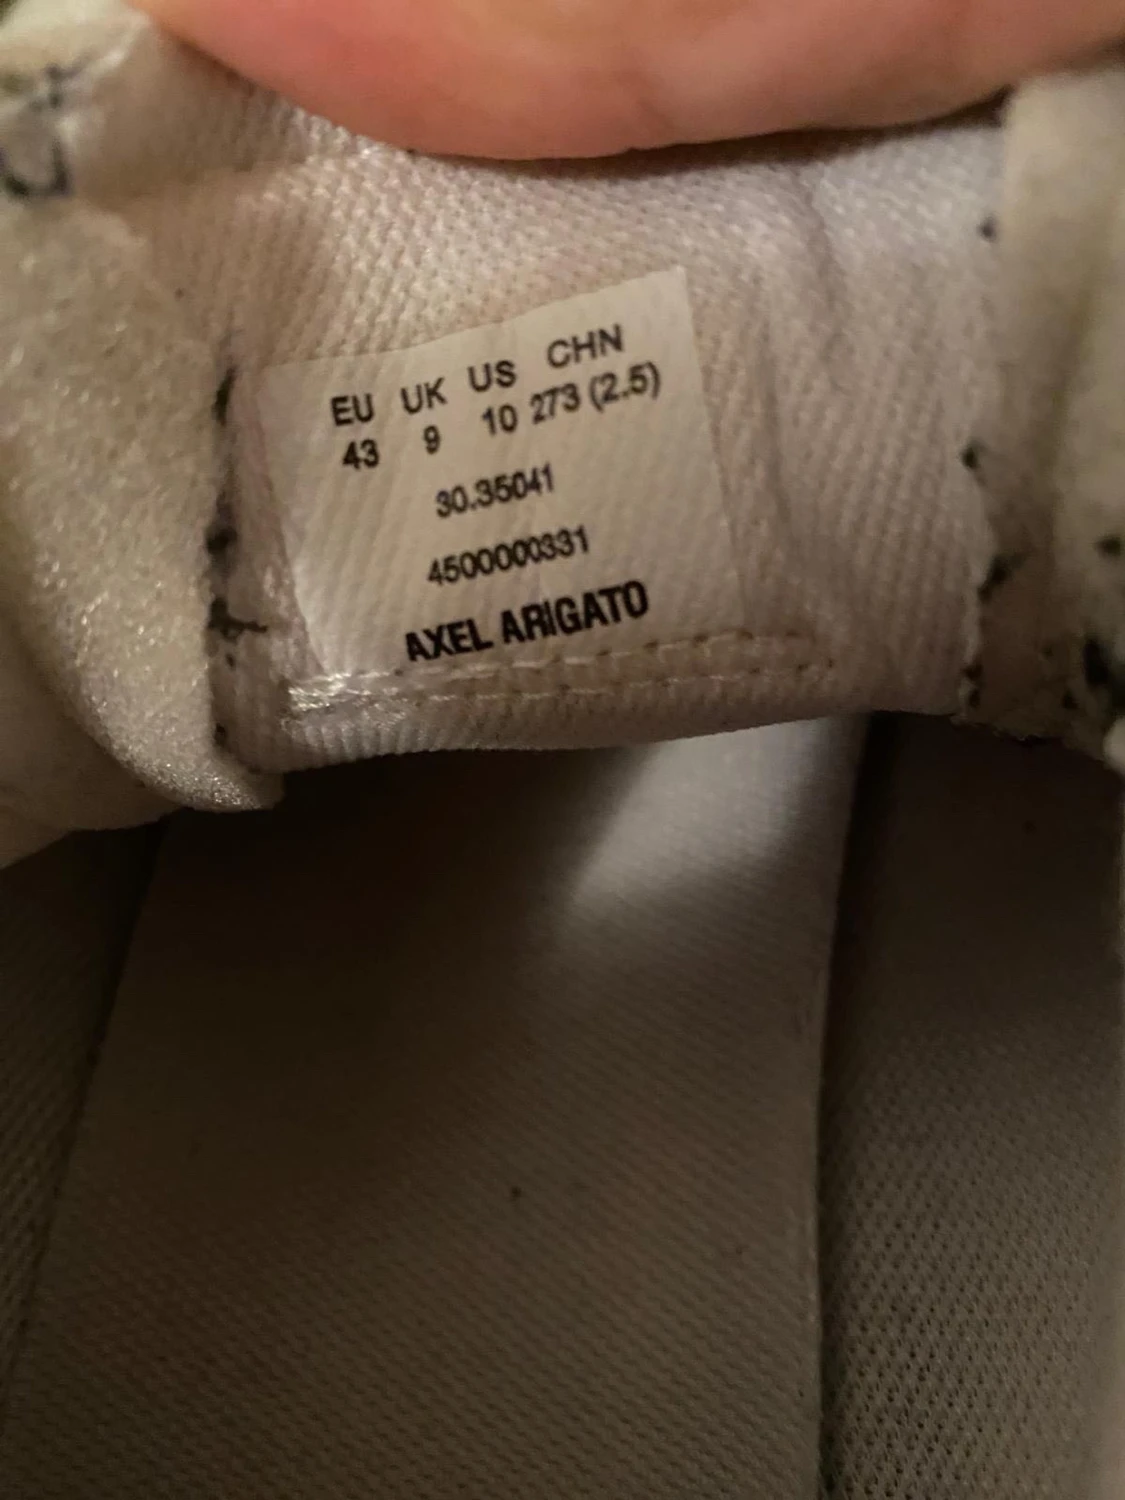 EU UK US CHN
43 9 10 273 (2.5)
30.35041
4500000331
AXEL ARIGATO